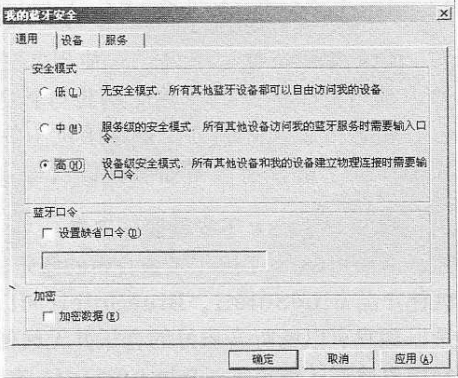 我的蓝牙安全
通用 设备 服务
安全模式
低(L) 无安全模式. 所有其他蓝牙设备都可以自由访问我的设备.
中(M) 服务级的安全模式. 所有其他设备访问我的蓝牙服务时需要输入口
令.
高(H) 设备级安全模式. 所有其他设备和我的设备建立物理连接时需要输
入口令.
蓝牙口令
设置缺省口令(D)
加密
加密数据(E)
确定 取消 应用(A)